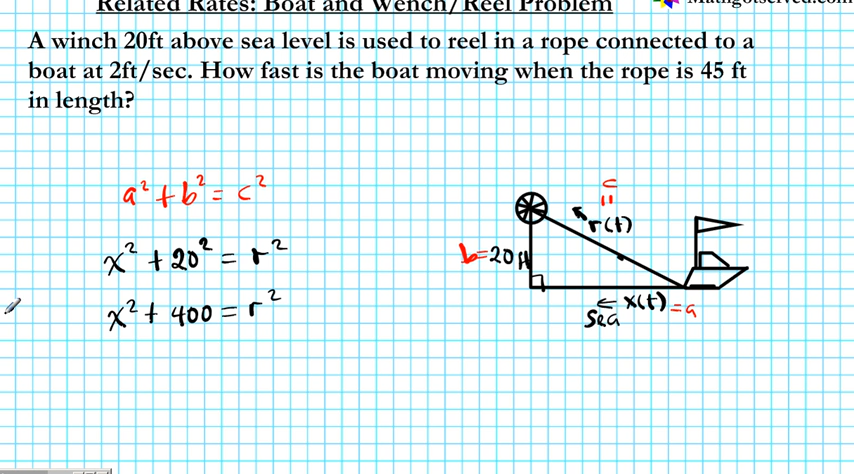 Related Rates: Boat and Wench/Reel Problem
Mathgotserved.com
A winch 20ft above sea level is used to reel in a rope connected to a
boat at 2ft/sec. How fast is the boat moving when the rope is 45 ft
in length?
a² + b² = c²
x² + 20² = r²
x² + 400 = r²
c
=
r(t)
b=20ft
← x(t) = a
sea